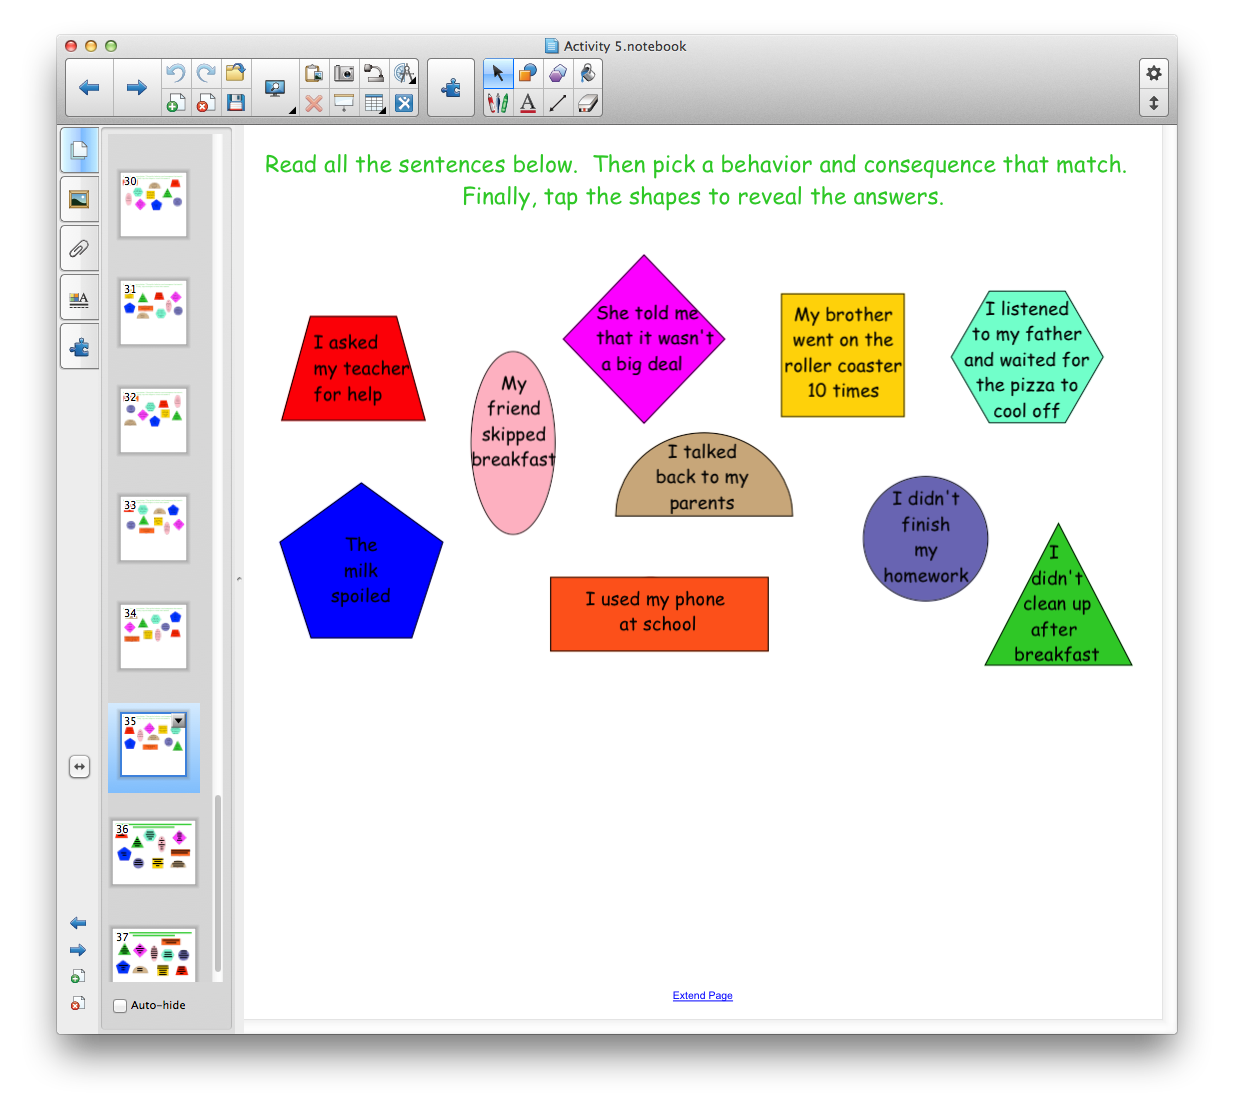 Activity 5.notebook
30
31
32
33
34
35
36
37
Auto-hide
Read all the sentences below.  Then pick a behavior and consequence that match.
Finally, tap the shapes to reveal the answers.
I asked
my teacher
for help
My
friend
skipped
breakfast
She told me
that it wasn't
a big deal
My brother
went on the
roller coaster
10 times
I listened
to my father
and waited for
the pizza to
cool off
The
milk
spoiled
I talked
back to my
parents
I used my phone
at school
I didn't
finish
my
homework
I
didn't
clean up
after
breakfast
Extend Page